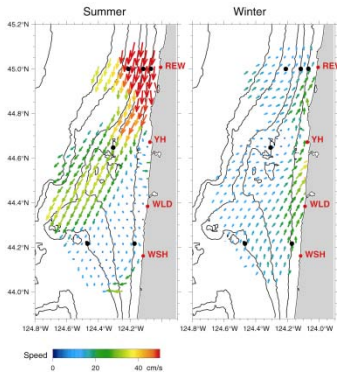 Summer Winter
45.2°N
REW REW
45.0°N
44.8°N
YH YH
44.6°N
WLD WLD
44.4°N
44.2°N
WSH WSH
44.0°N
124.8°W 124.6°W 124.4°W 124.2°W 124.8°W 124.6°W 124.4°W 124.2°W 124.0°W
Speed
0 20 40 cm/s